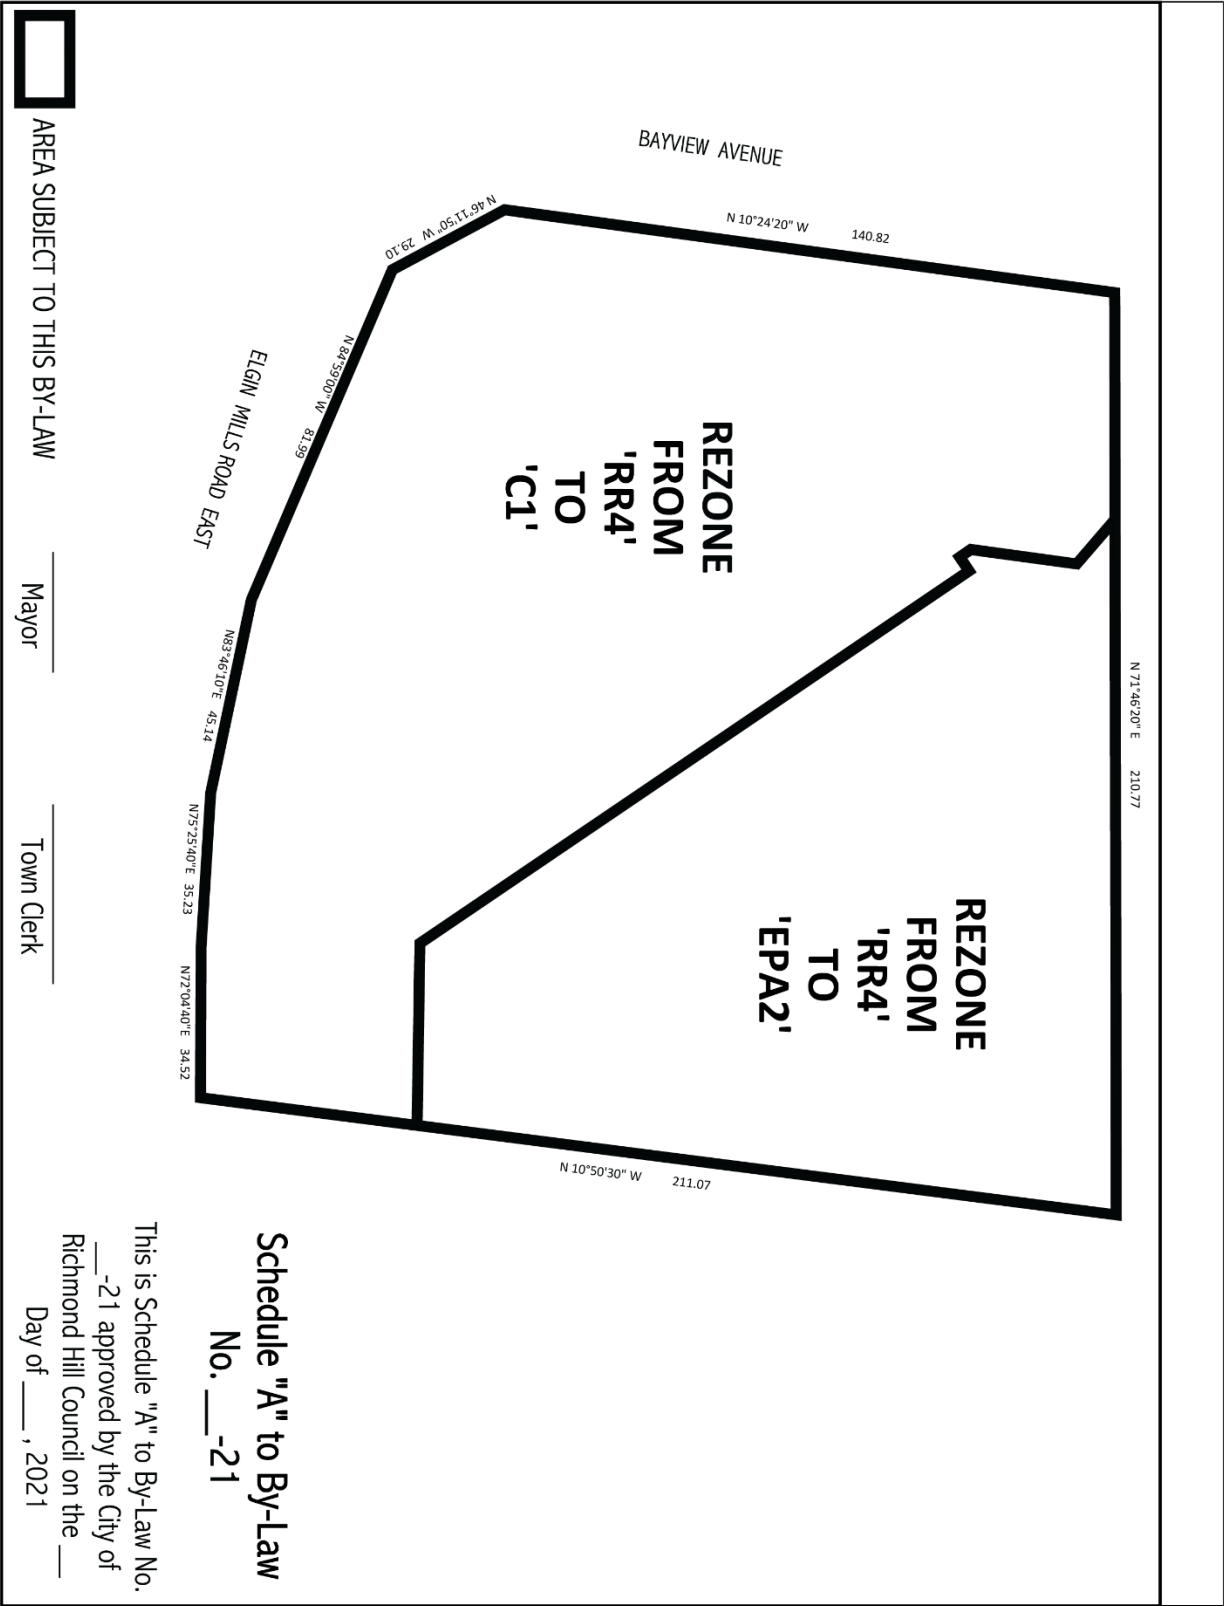 N 71°46'20" E 210.77
BAYVIEW AVENUE
N 10°24'20" W 140.82
REZONE
FROM
'RR4'
TO
'C1'
REZONE
FROM
'RR4'
TO
'EPA2'
N 10°50'30" W 211.07
N 46°11'50" W 29.10
N 84°59'00" W 81.99
ELGIN MILLS ROAD EAST
N83°46'10"E 45.14
N75°25'40"E 35.23
N72°04'40"E 34.52
Schedule "A" to By-Law
No.___-21
This is Schedule "A" to By-Law No.
___-21 approved by the City of
Richmond Hill Council on the ___
Day of ____ , 2021
AREA SUBJECT TO THIS BY-LAW
Mayor
Town Clerk